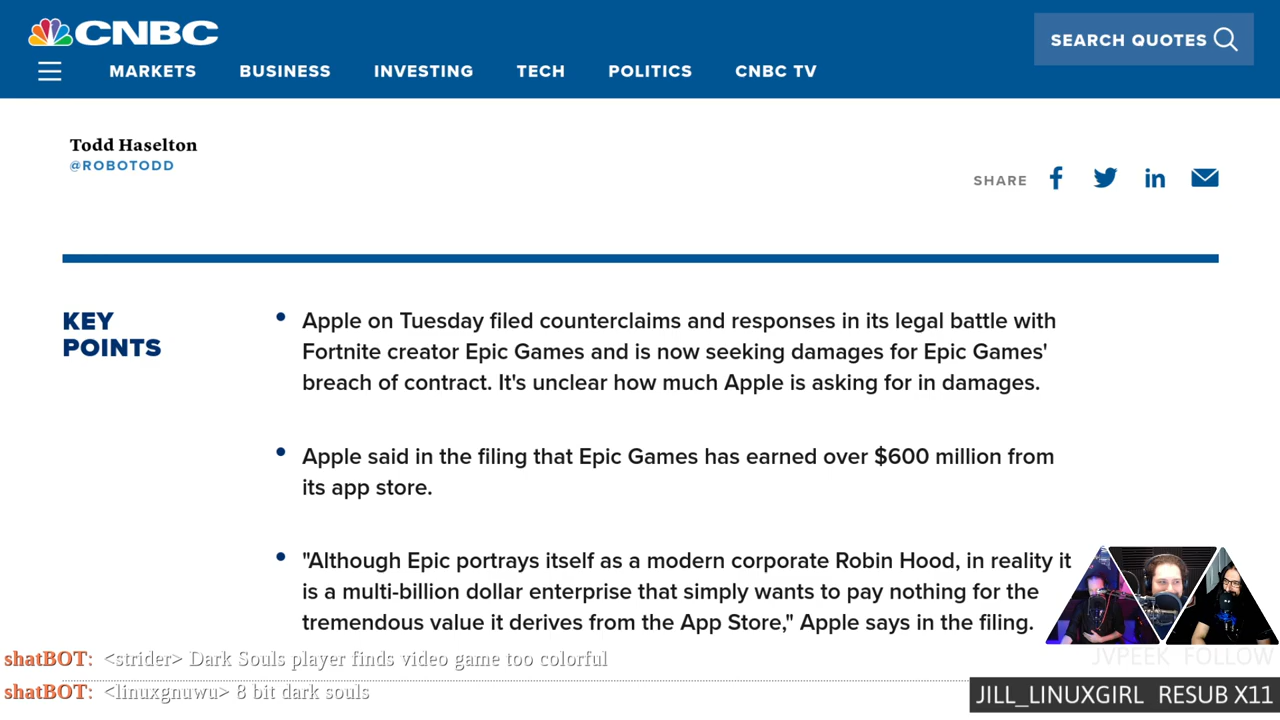 CNBC
SEARCH QUOTES
MARKETS BUSINESS INVESTING TECH POLITICS CNBC TV
Todd Haselton
@ROBOTODD
SHARE
KEY
POINTS
Apple on Tuesday filed counterclaims and responses in its legal battle with
Fortnite creator Epic Games and is now seeking damages for Epic Games'
breach of contract. It's unclear how much Apple is asking for in damages.
Apple said in the filing that Epic Games has earned over $600 million from
its app store.
"Although Epic portrays itself as a modern corporate Robin Hood, in reality it
is a multi-billion dollar enterprise that simply wants to pay nothing for the
tremendous value it derives from the App Store," Apple says in the filing.
shatBOT: <strider> Dark Souls player finds video game too colorful
JVPEEK FOLLOW
shatBOT: <linuxgnuwu> 8 bit dark souls
JILL_LINUXGIRL RESUB X11